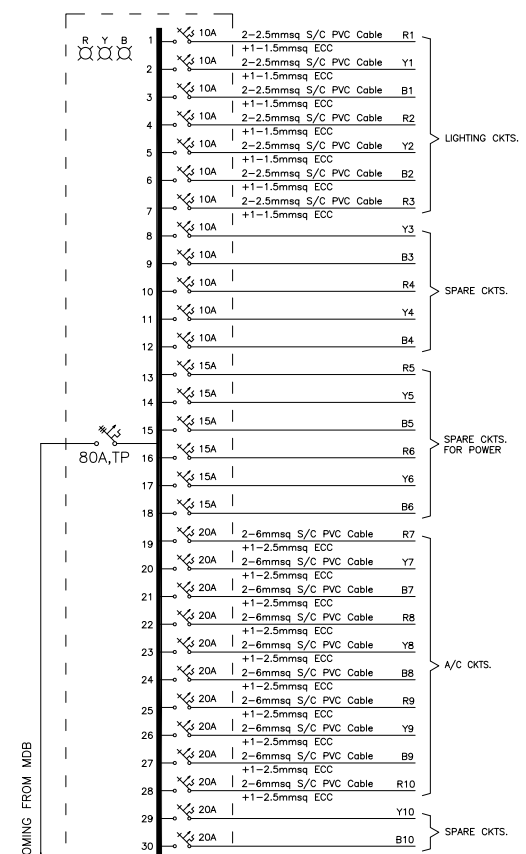 R Y B
1 10A 2-2.5mmsq S/C PVC Cable R1
+1-1.5mmsq ECC
2 10A 2-2.5mmsq S/C PVC Cable Y1
+1-1.5mmsq ECC
3 10A 2-2.5mmsq S/C PVC Cable B1
+1-1.5mmsq ECC
4 10A 2-2.5mmsq S/C PVC Cable R2
+1-1.5mmsq ECC
LIGHTING CKTS.
5 10A 2-2.5mmsq S/C PVC Cable Y2
+1-1.5mmsq ECC
6 10A 2-2.5mmsq S/C PVC Cable B2
+1-1.5mmsq ECC
7 10A 2-2.5mmsq S/C PVC Cable R3
+1-1.5mmsq ECC
8 10A Y3
9 10A B3
10 10A R4
SPARE CKTS.
11 10A Y4
12 10A B4
13 15A R5
14 15A Y5
15 15A B5
SPARE CKTS.
FOR POWER
80A,TP
16 15A R6
17 15A Y6
18 15A B6
19 20A 2-6mmsq S/C PVC Cable R7
+1-2.5mmsq ECC
20 20A 2-6mmsq S/C PVC Cable Y7
+1-2.5mmsq ECC
21 20A 2-6mmsq S/C PVC Cable B7
+1-2.5mmsq ECC
22 20A 2-6mmsq S/C PVC Cable R8
+1-2.5mmsq ECC
23 20A 2-6mmsq S/C PVC Cable Y8
+1-2.5mmsq ECC
A/C CKTS.
24 20A 2-6mmsq S/C PVC Cable B8
+1-2.5mmsq ECC
25 20A 2-6mmsq S/C PVC Cable R9
+1-2.5mmsq ECC
26 20A 2-6mmsq S/C PVC Cable Y9
+1-2.5mmsq ECC
27 20A 2-6mmsq S/C PVC Cable B9
+1-2.5mmsq ECC
28 20A 2-6mmsq S/C PVC Cable R10
+1-2.5mmsq ECC
29 20A Y10
SPARE CKTS.
30 20A B10
OMING FROM MDB